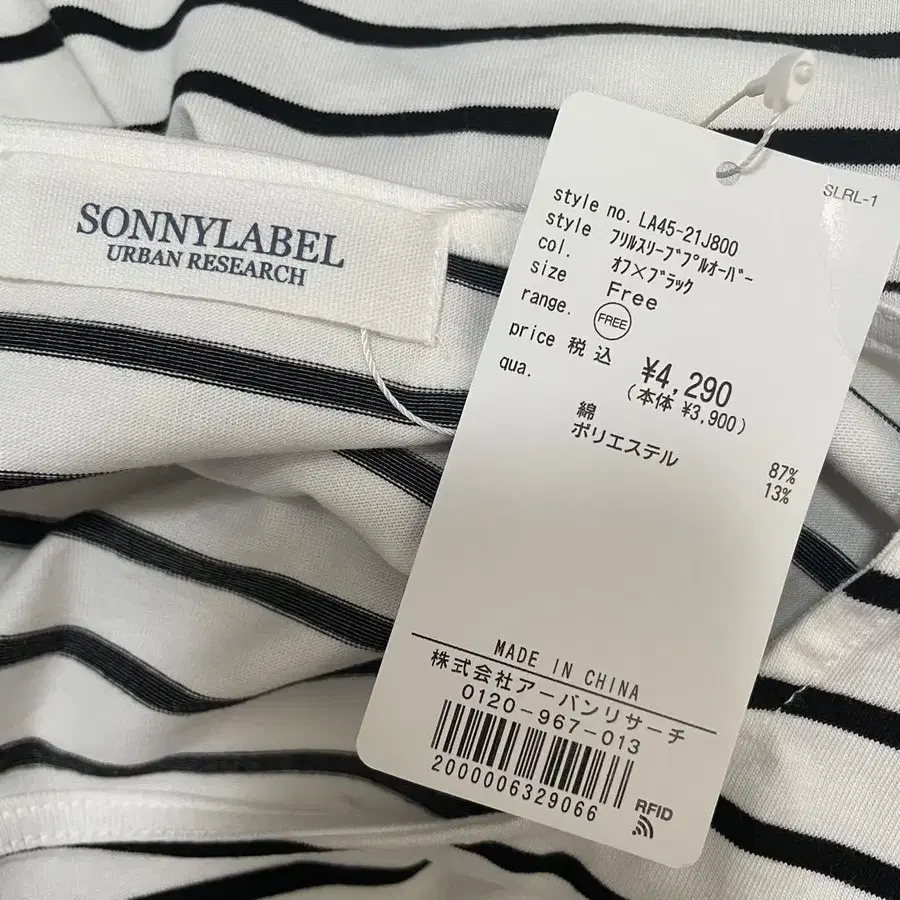 SONNYLABEL
URBAN RESEARCH
SLRL-1
style no. LA45-21J800
style フリルスリーブプルオーバー
col. オフ×ブラック
size Free
range. FREE
price 税込 ¥4,290
(本体 ¥3,900)
qua.
綿 87%
ポリエステル 13%
MADE IN CHINA
株式会社アーバンリサーチ
0120-967-013
2000006329066
RFID